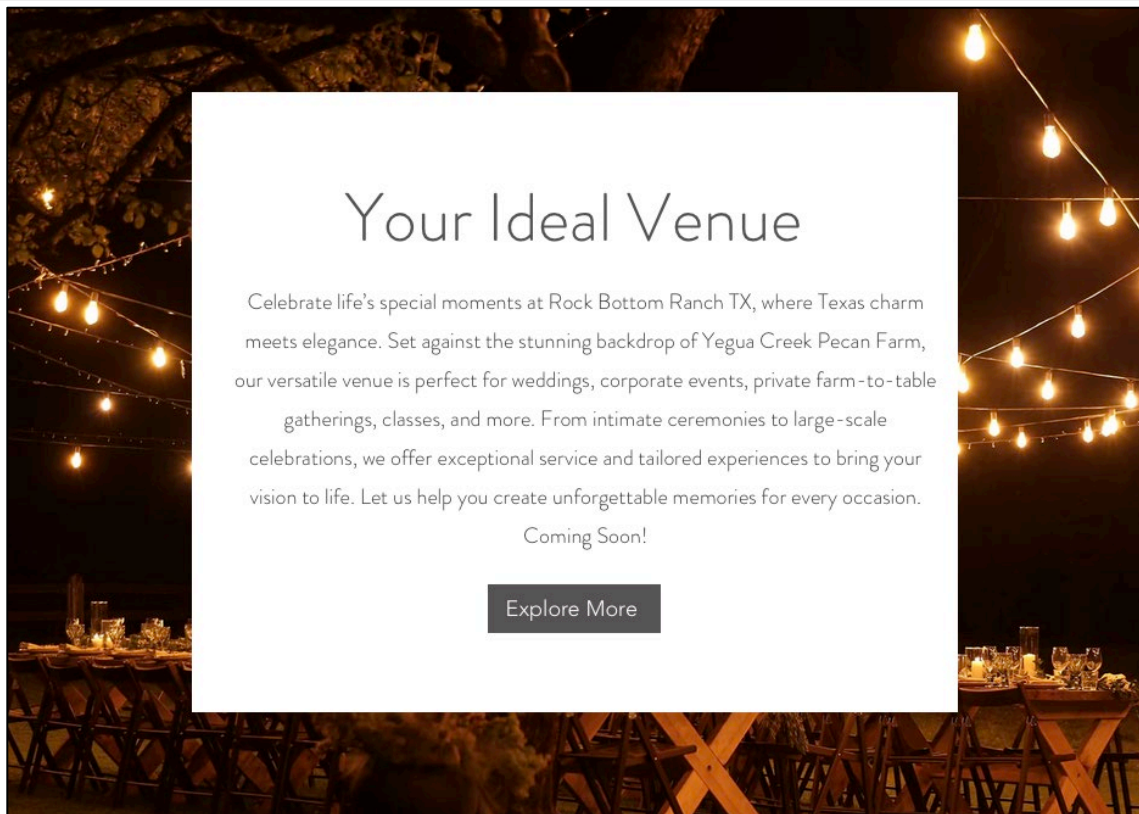 Your Ideal Venue
Celebrate life’s special moments at Rock Bottom Ranch TX, where Texas charm
meets elegance. Set against the stunning backdrop of Yegua Creek Pecan Farm,
our versatile venue is perfect for weddings, corporate events, private farm-to-table
gatherings, classes, and more. From intimate ceremonies to large-scale
celebrations, we offer exceptional service and tailored experiences to bring your
vision to life. Let us help you create unforgettable memories for every occasion.
Coming Soon!
Explore More